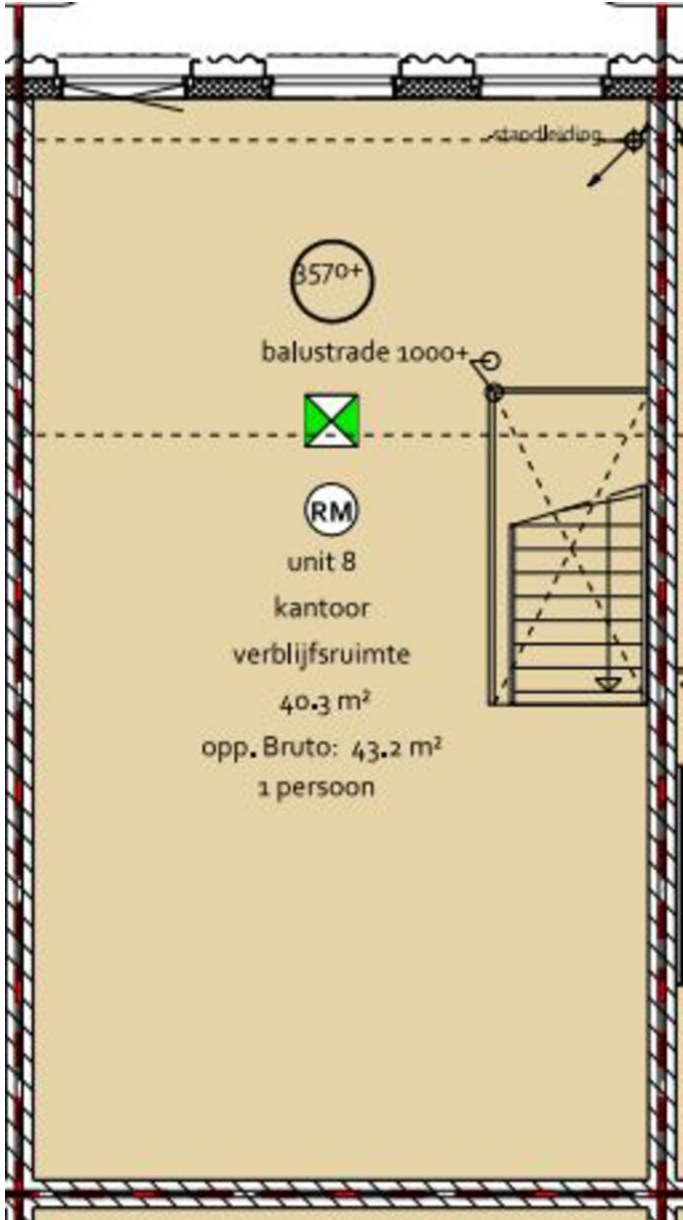 standleiding
3570+
balustrade 1000+
RM
unit 8
kantoor
verblijfsruimte
40.3 m²
opp. Bruto: 43.2 m²
1 persoon